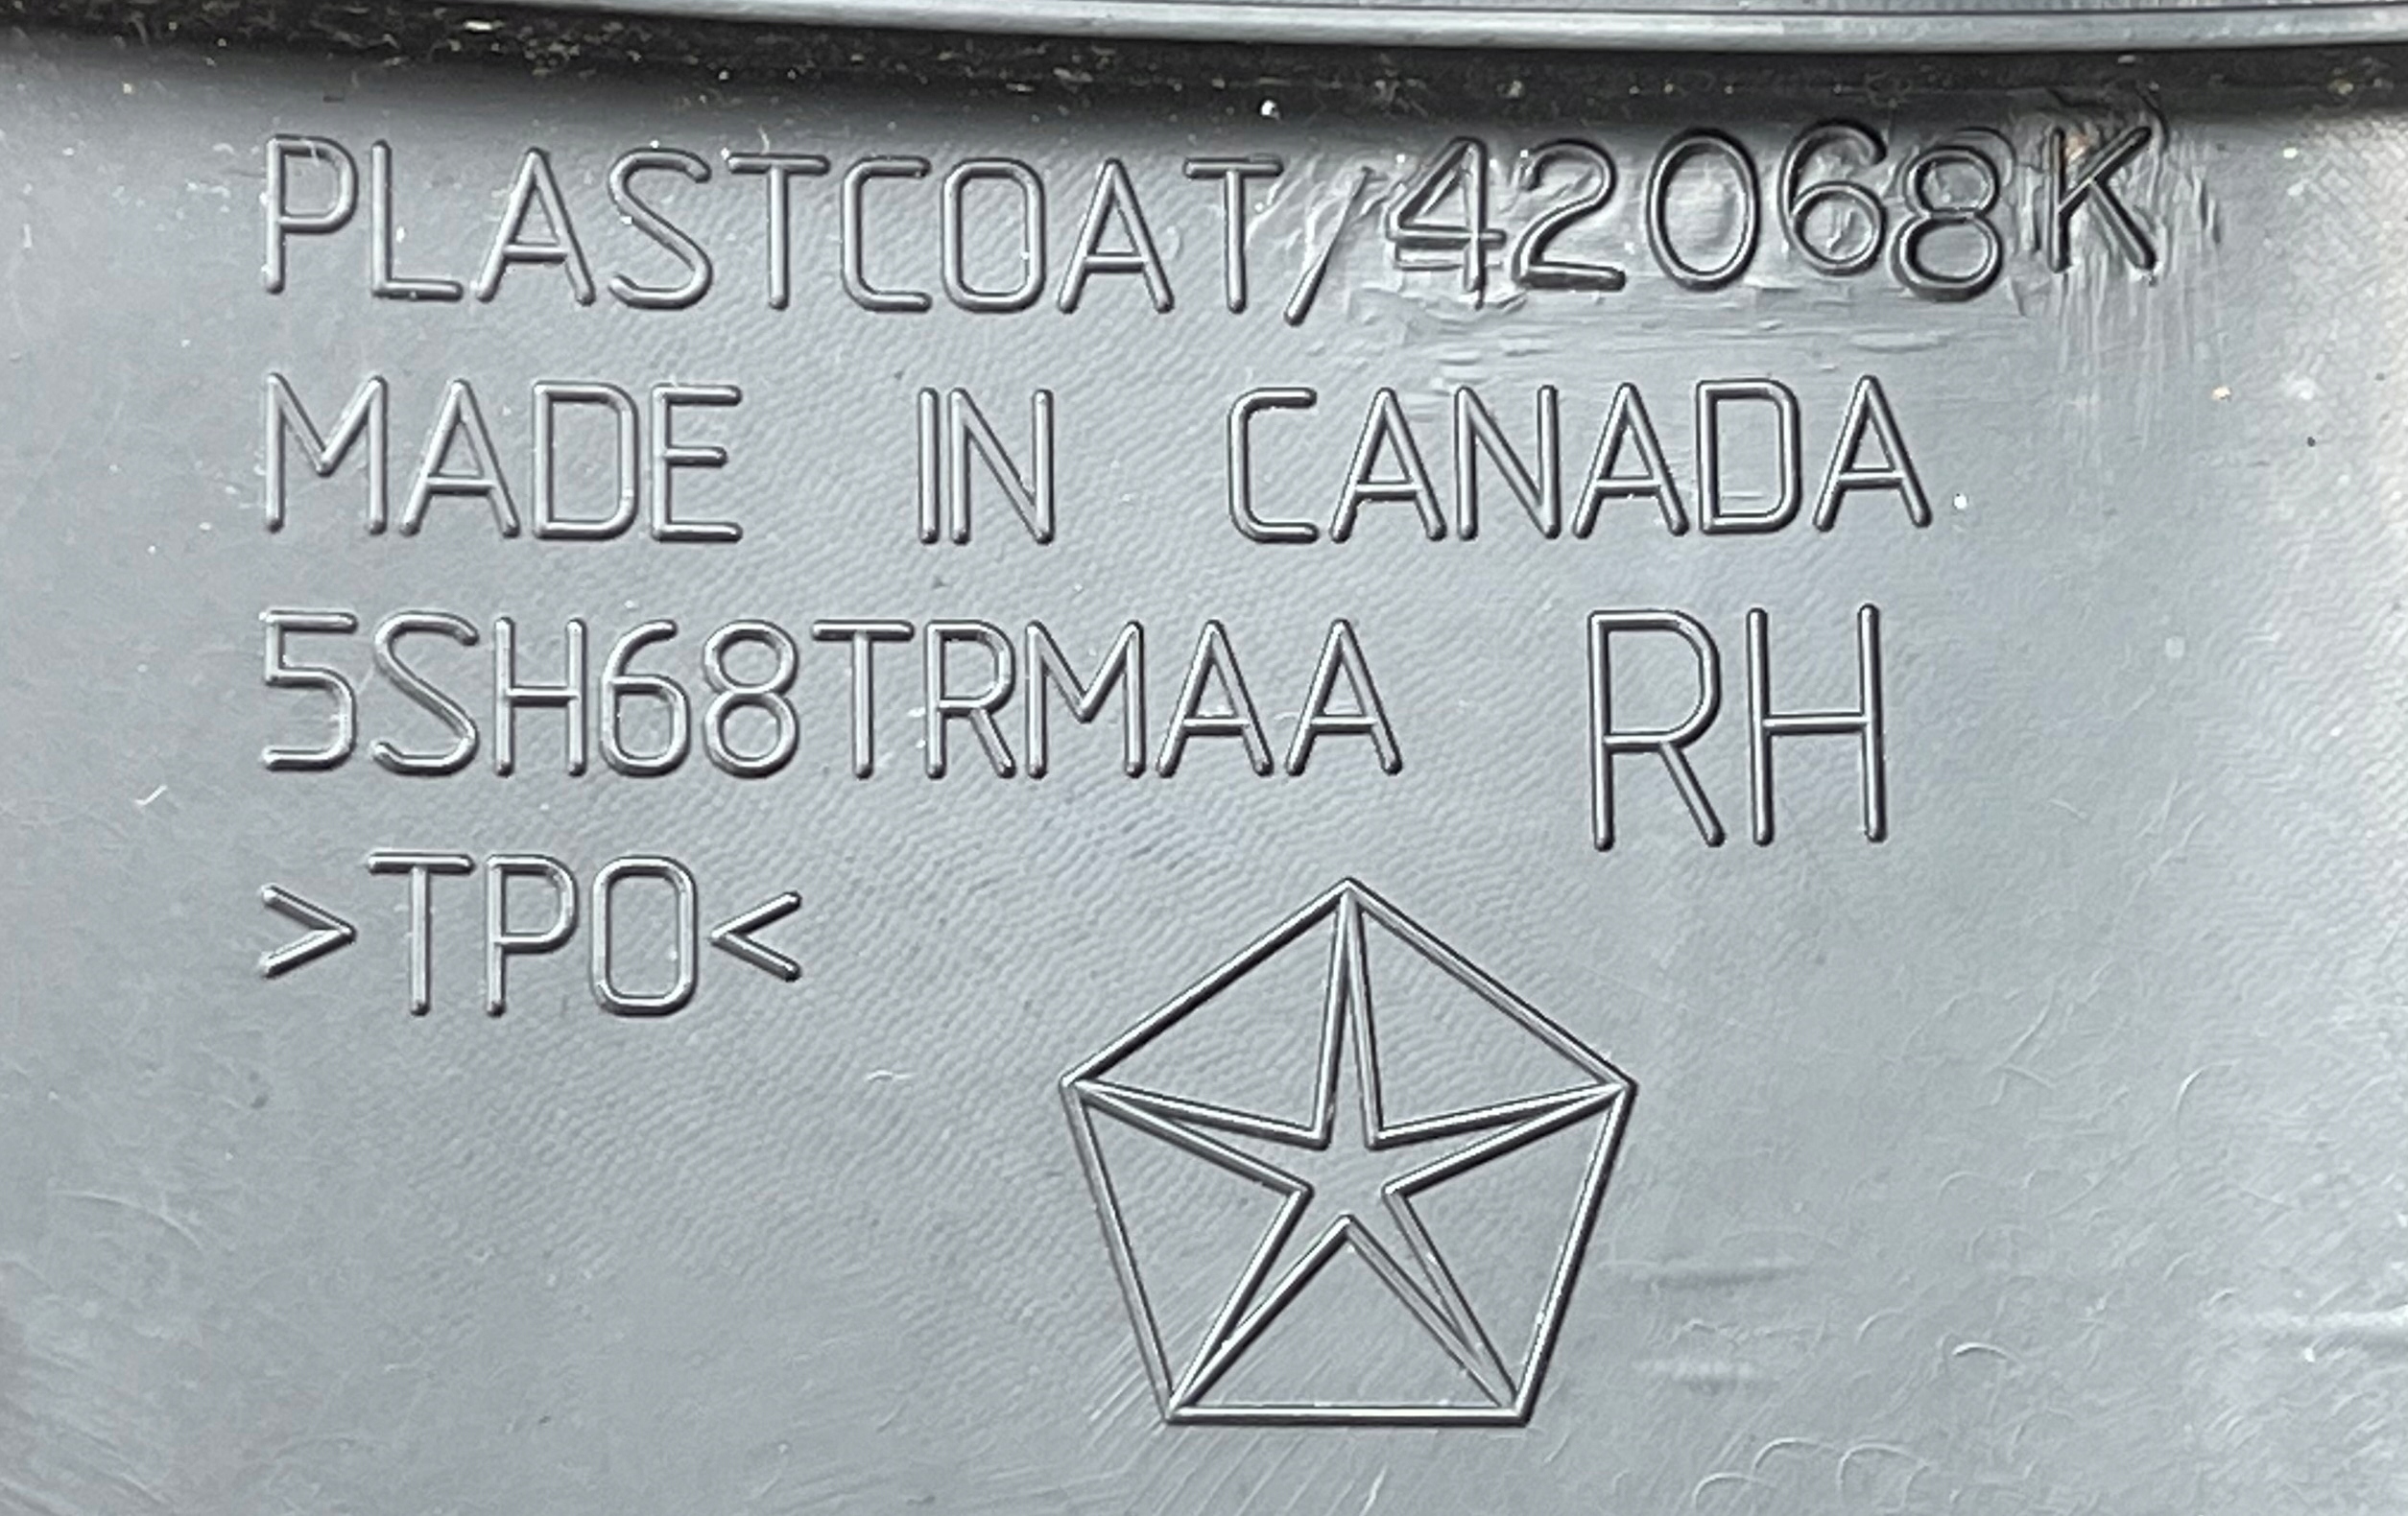 PLASTCOAT/42068K
MADE IN CANADA
5SH68TRMAA RH
>TPO<